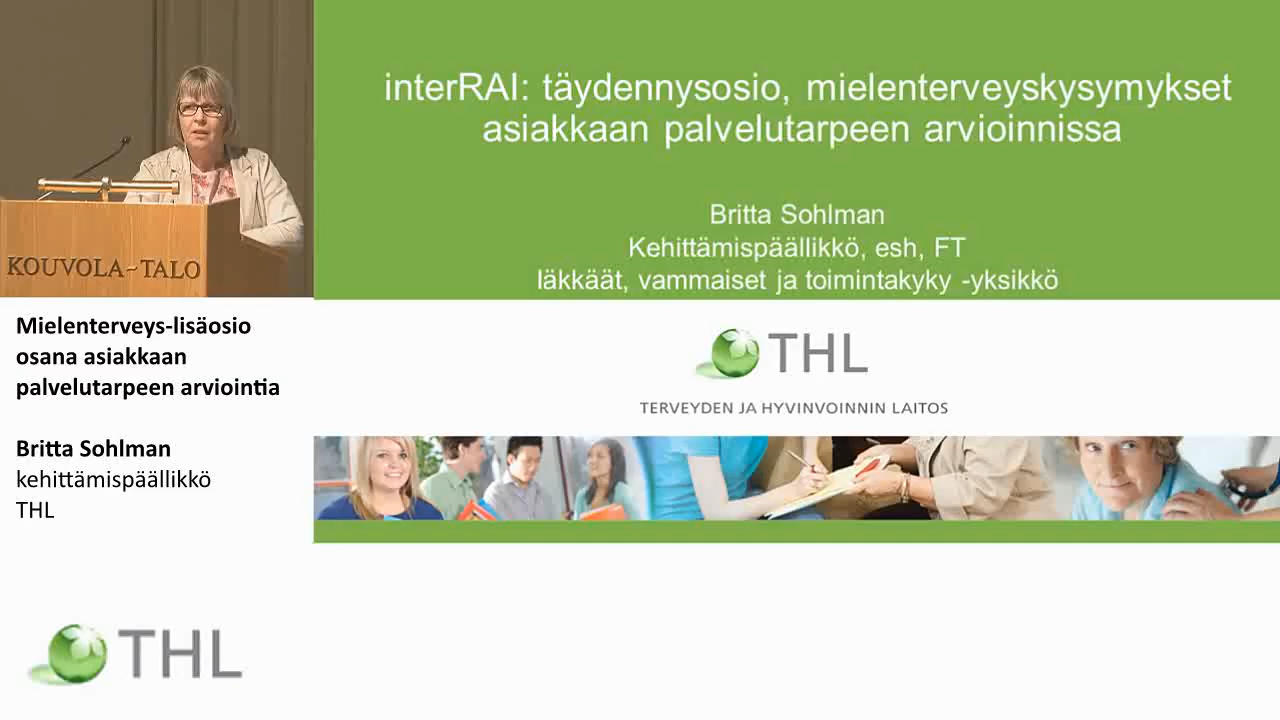 interRAI: täydennysosio, mielenterveyskysymykset
asiakkaan palvelutarpeen arvioinnissa
Britta Sohlman
Kehittämispäällikkö, esh, FT
Iäkkäät, vammaiset ja toimintakyky -yksikkö
KOUVOLA-TALO
Mielenterveys-lisäosio
osana asiakkaan
palvelutarpeen arviointia
Britta Sohlman
kehittämispäällikkö
THL
THL
TERVEYDEN JA HYVINVOINNIN LAITOS
THL